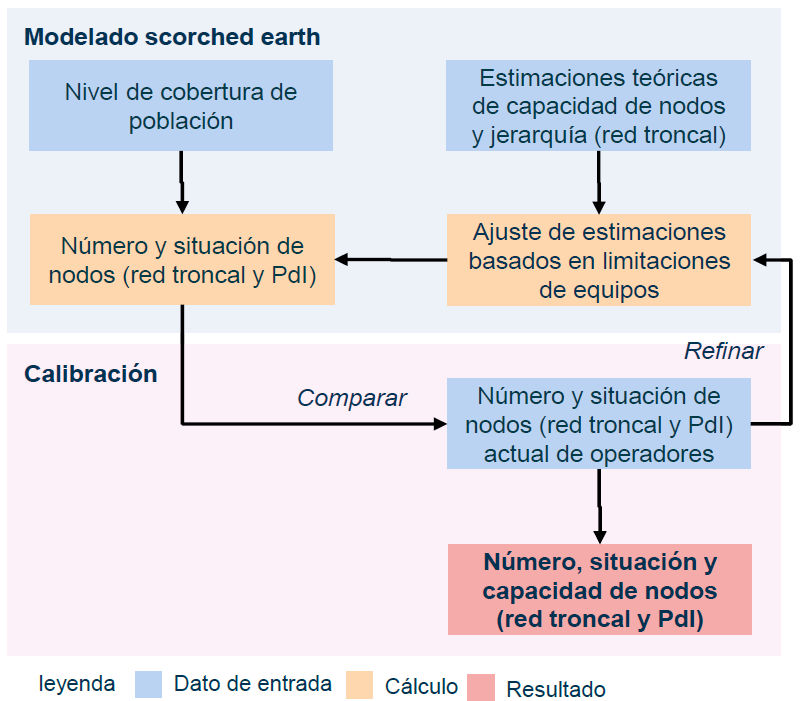 Modelado scorched earth
Nivel de cobertura de
población
Estimaciones teóricas
de capacidad de nodos
y jerarquía (red troncal)
Número y situación de
nodos (red troncal y PdI)
Ajuste de estimaciones
basados en limitaciones
de equipos
Refinar
Calibración
Comparar
Número y situación de
nodos (red troncal y PdI)
actual de operadores
Número, situación y
capacidad de nodos
(red troncal y PdI)
leyenda
Dato de entrada
Cálculo
Resultado